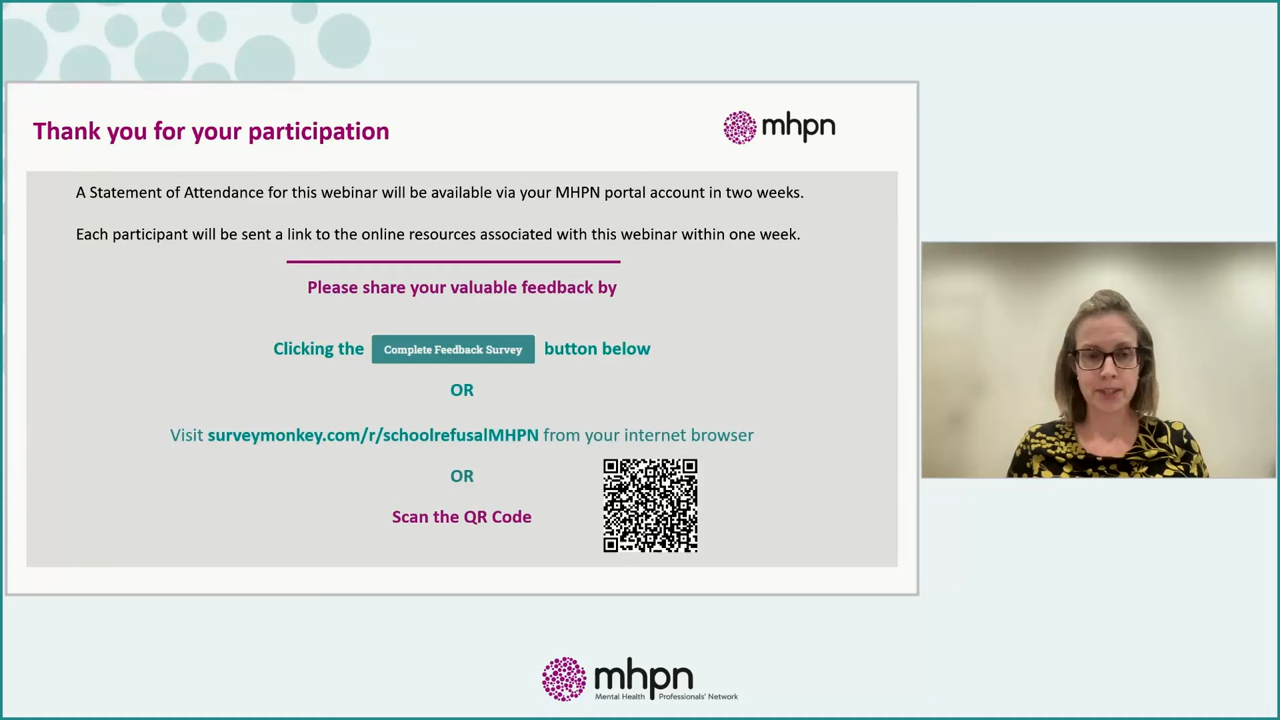 Thank you for your participation
mhpn
A Statement of Attendance for this webinar will be available via your MHPN portal account in two weeks.
Each participant will be sent a link to the online resources associated with this webinar within one week.
Please share your valuable feedback by
Clicking the Complete Feedback Survey button below
OR
Visit surveymonkey.com/r/schoolrefusalMHPN from your internet browser
OR
Scan the QR Code
mhpn
Mental Health Professionals' Network